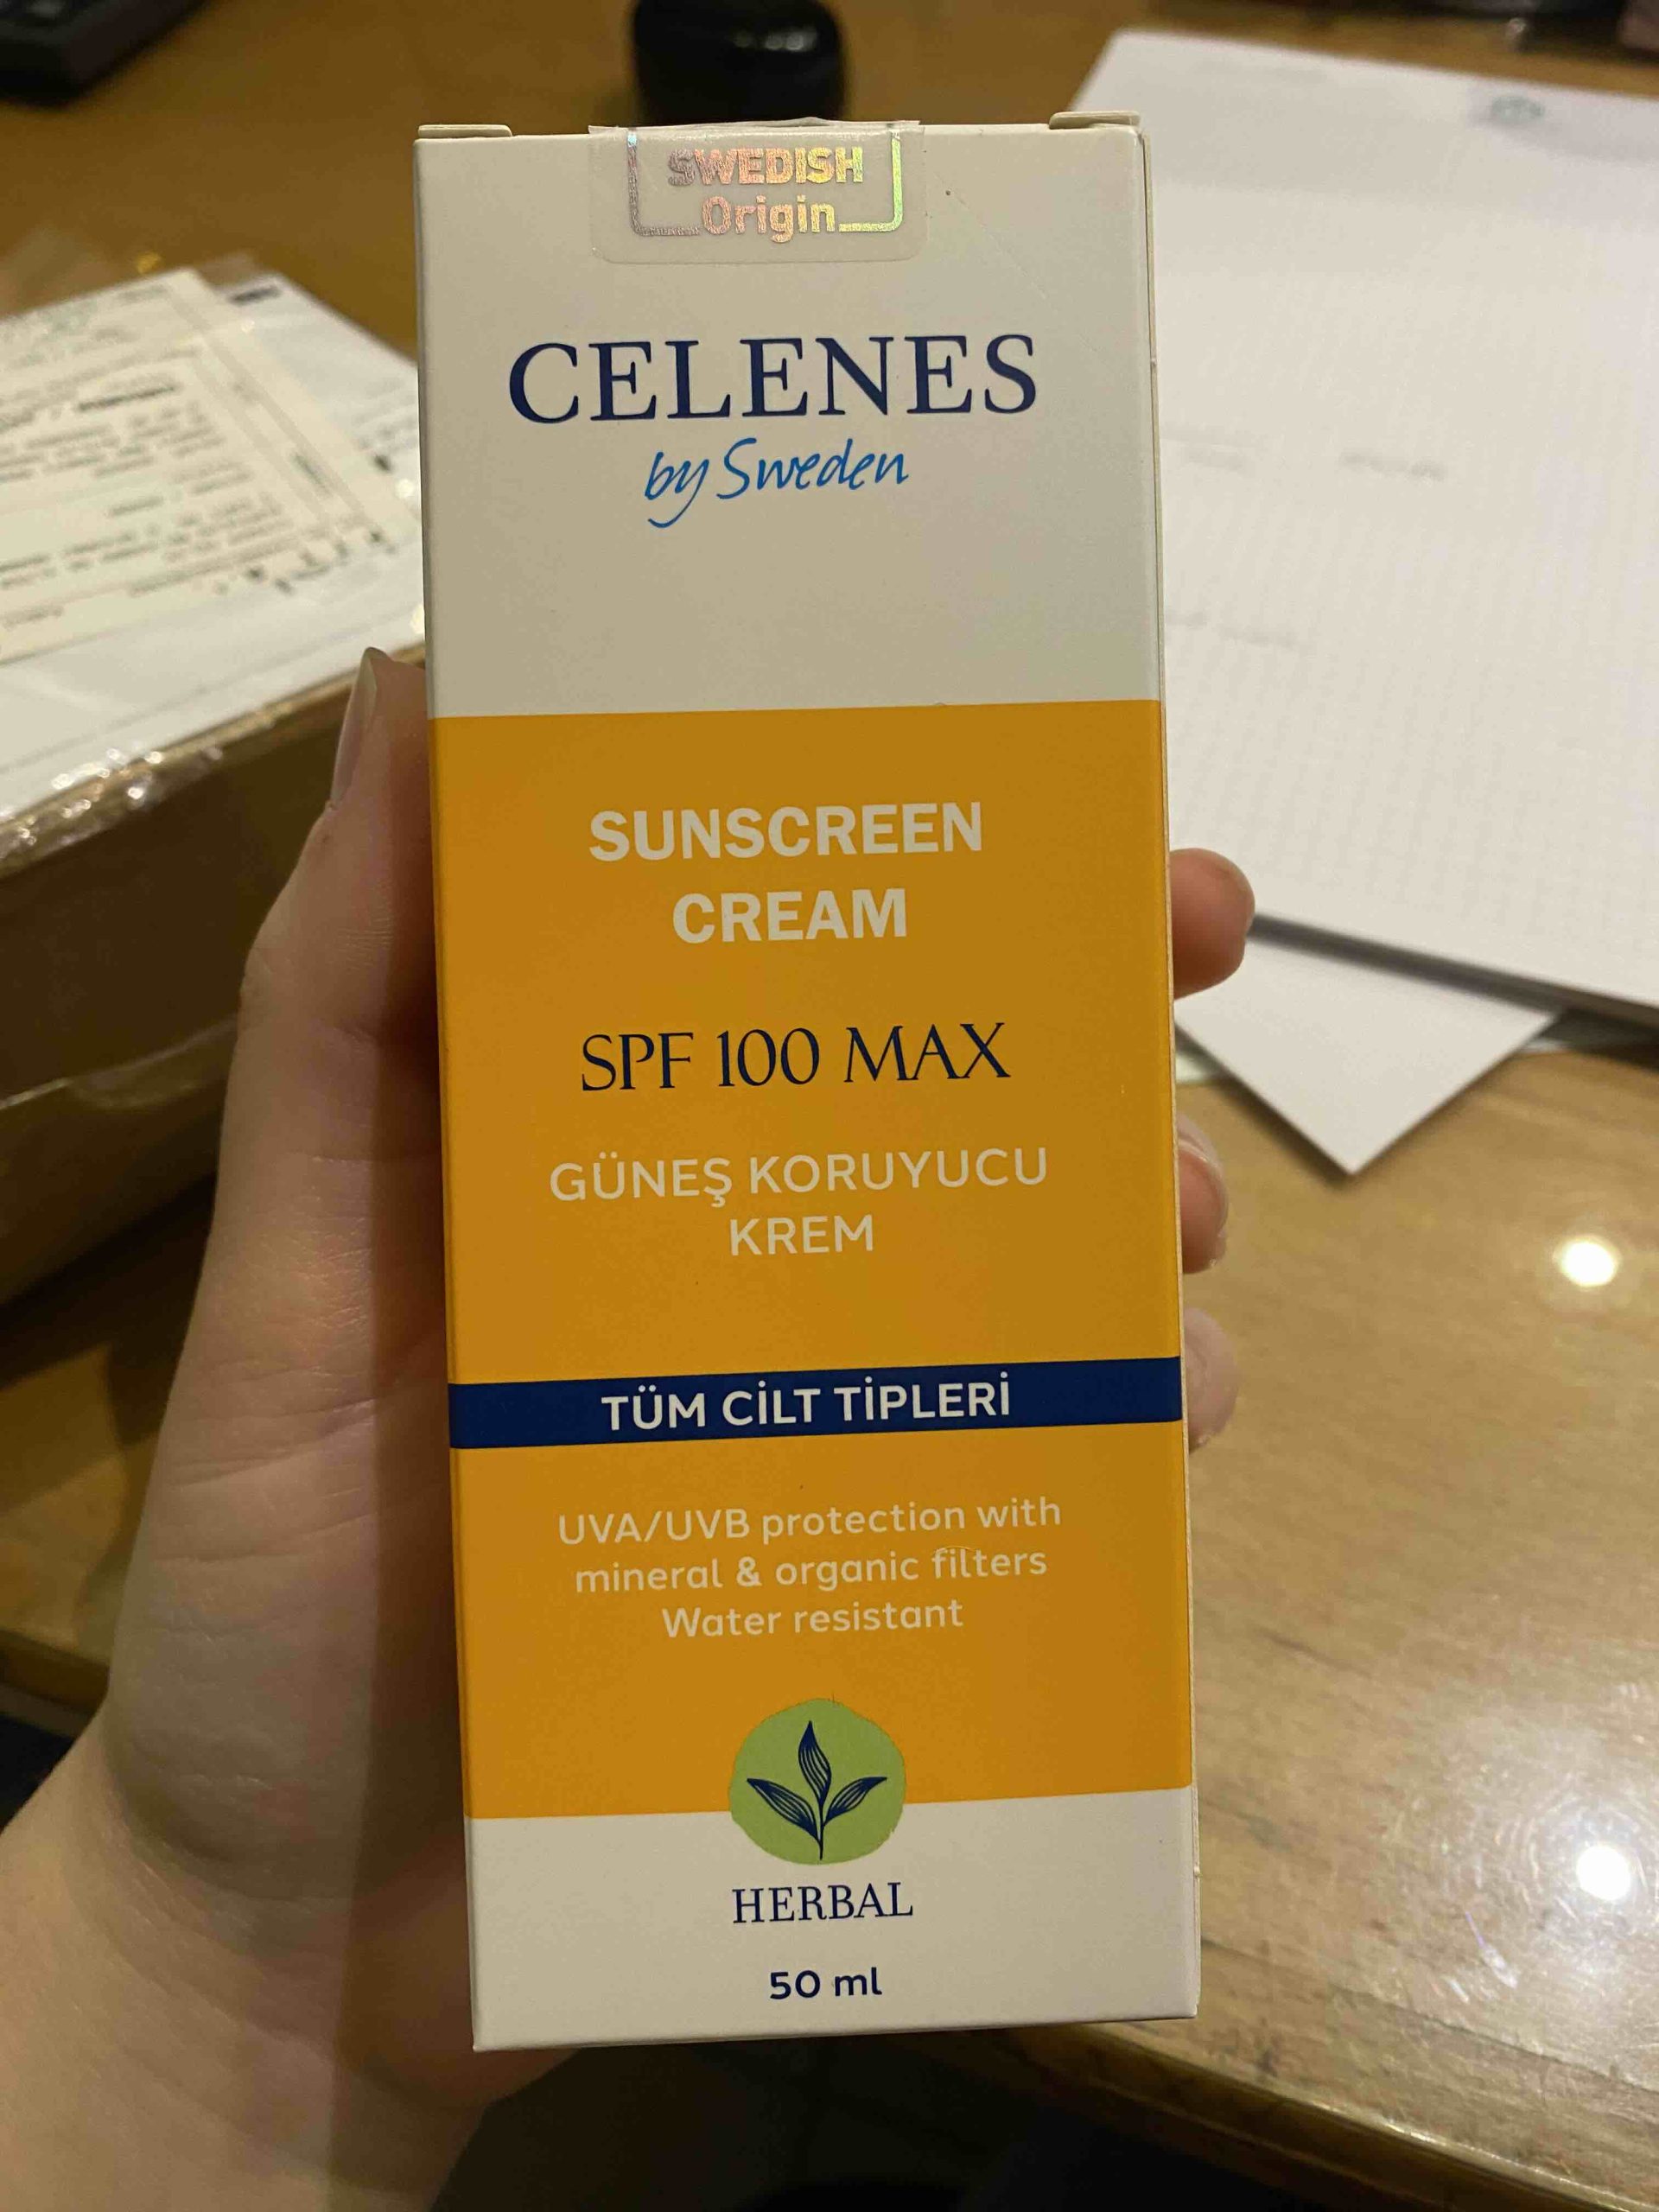 SWEDISH
Origin
CELENES
by Sweden
SUNSCREEN
CREAM
SPF 100 MAX
GÜNEŞ KORUYUCU
KREM
TÜM CİLT TİPLERİ
UVA/UVB protection with
mineral & organic filters
Water resistant
HERBAL
50 ml